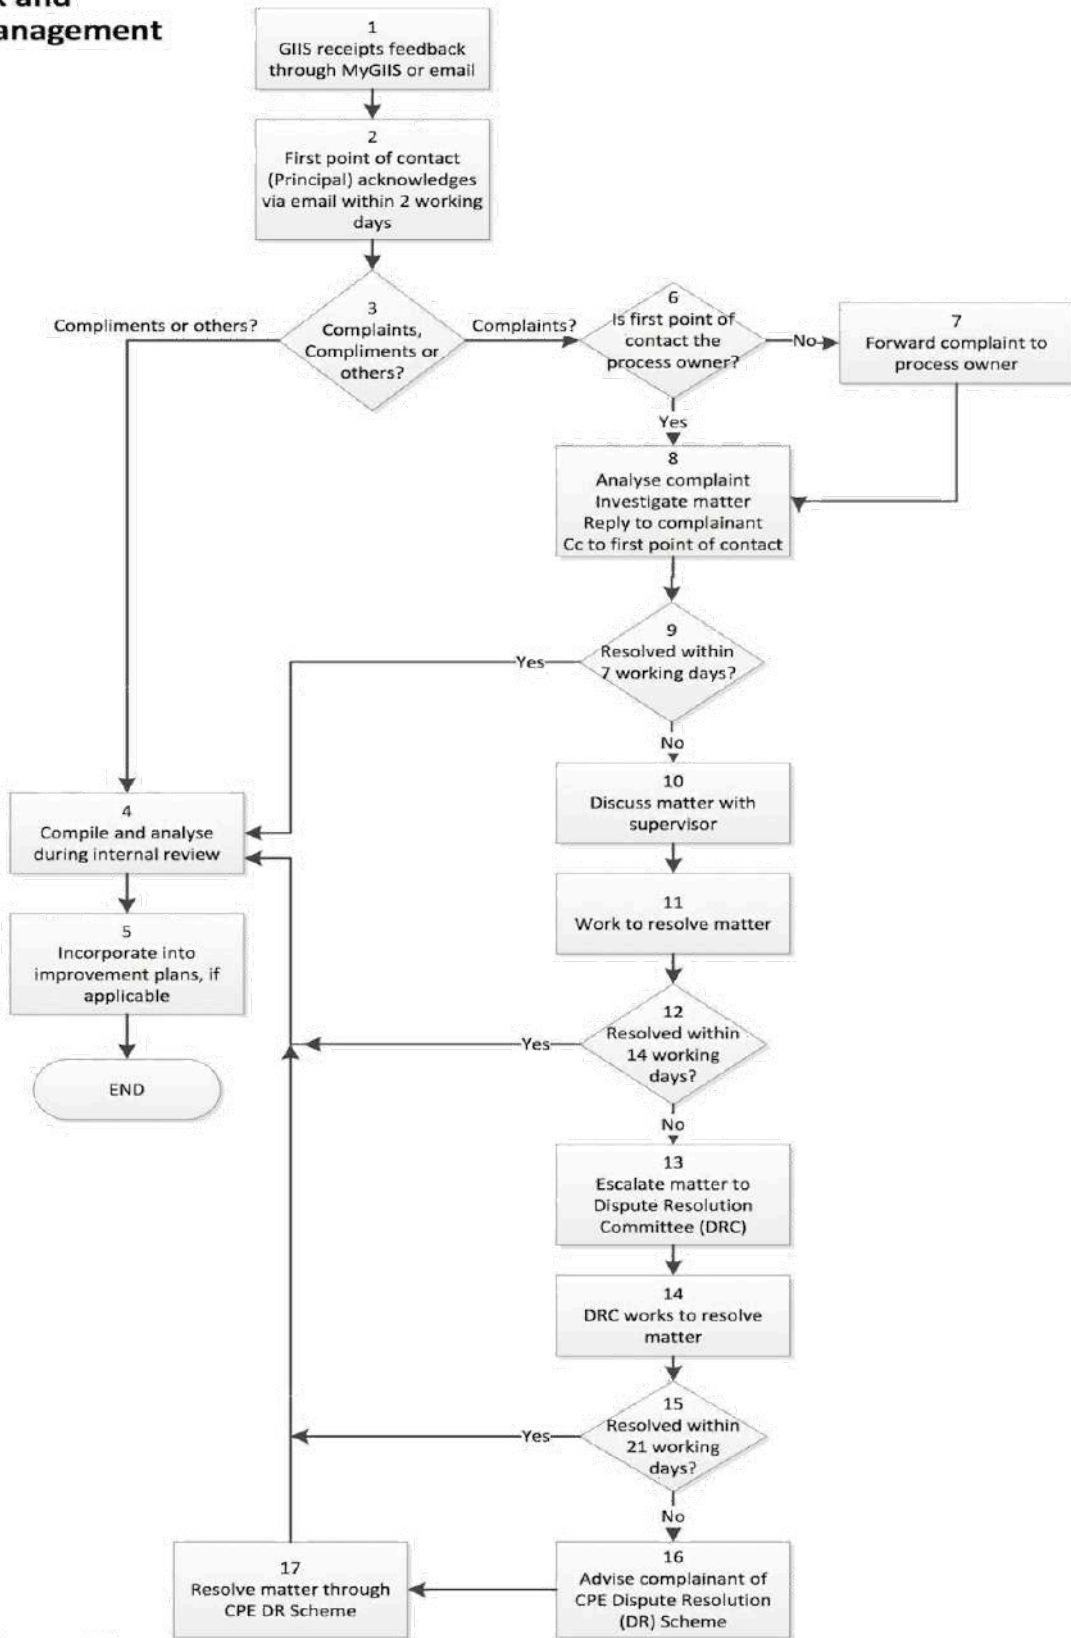 and
anagement
1
GIIS receipts feedback
through MyGIIS or email
2
First point of contact
(Principal) acknowledges
via email within 2 working
days
3
Complaints,
Compliments or
others?
Compliments or others?
Complaints?
6
Is first point of
contact the
process owner?
No
7
Forward complaint to
process owner
Yes
8
Analyse complaint
Investigate matter
Reply to complainant
Cc to first point of contact
9
Resolved within
7 working days?
Yes
No
10
Discuss matter with
supervisor
4
Compile and analyse
during internal review
11
Work to resolve matter
5
Incorporate into
improvement plans, if
applicable
12
Resolved within
14 working
days?
Yes
END
No
13
Escalate matter to
Dispute Resolution
Committee (DRC)
14
DRC works to resolve
matter
15
Resolved within
21 working
days?
Yes
No
16
Advise complainant of
CPE Dispute Resolution
(DR) Scheme
17
Resolve matter through
CPE DR Scheme